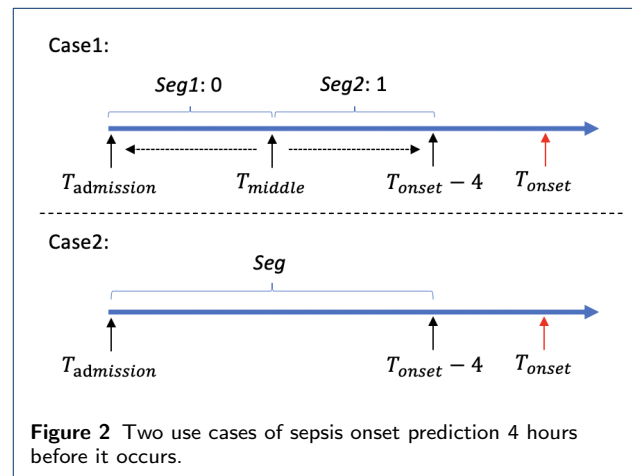 Case1:
Seg1: 0 Seg2: 1
T_admission T_middle T_onset − 4 T_onset
Case2:
Seg
T_admission T_onset − 4 T_onset
Figure 2 Two use cases of sepsis onset prediction 4 hours
before it occurs.